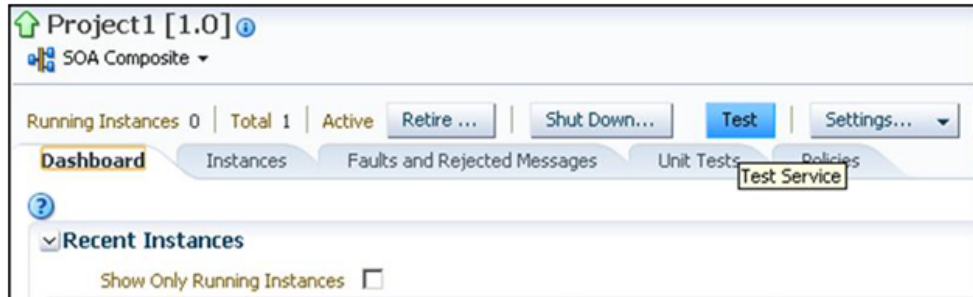 Project1 [1.0]
SOA Composite
Running Instances 0 | Total 1 | Active Retire ... | Shut Down... Test | Settings...
Dashboard Instances Faults and Rejected Messages Unit Tests Policies
Test Service
?
Recent Instances
Show Only Running Instances